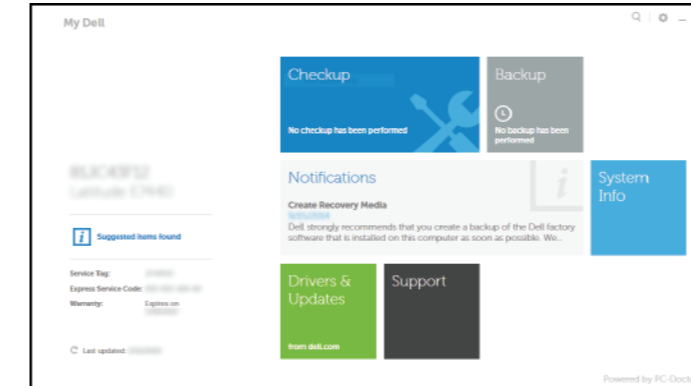 My Dell
Checkup
No checkup has been performed
Backup
No backup has been
performed
Notifications
Create Recovery Media
Dell strongly recommends that you create a backup of the Dell factory
software that is installed on this computer as soon as possible. We...
System
Info
Suggested items found
Service Tag:
Express Service Code:
Warranty: Expires on
Last updated:
Drivers &
Updates
from dell.com
Support
Powered by PC-Doct